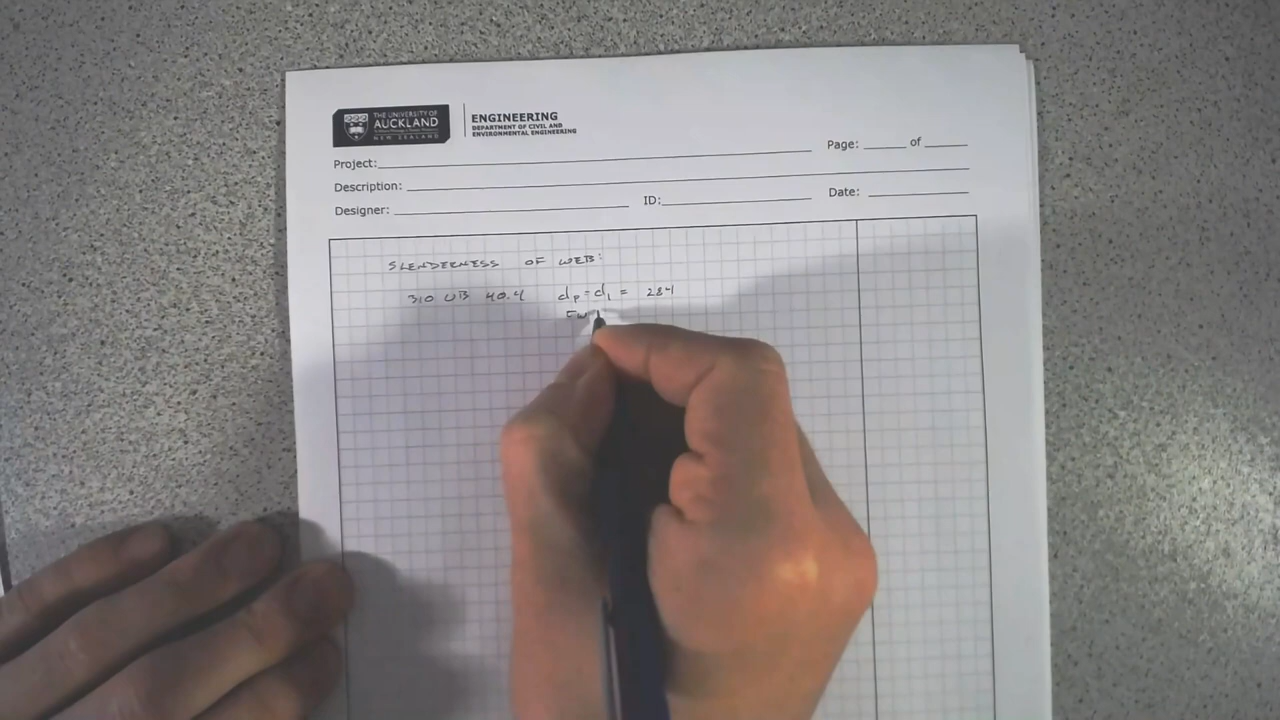 THE UNIVERSITY OF
AUCKLAND
NEW ZEALAND
ENGINEERING
DEPARTMENT OF CIVIL AND
ENVIRONMENTAL ENGINEERING
Page: of
Project:
Description:
Designer: ID: Date:
SLENDERNESS OF WEB:
310 UB 40.4 dp = d1 = 284